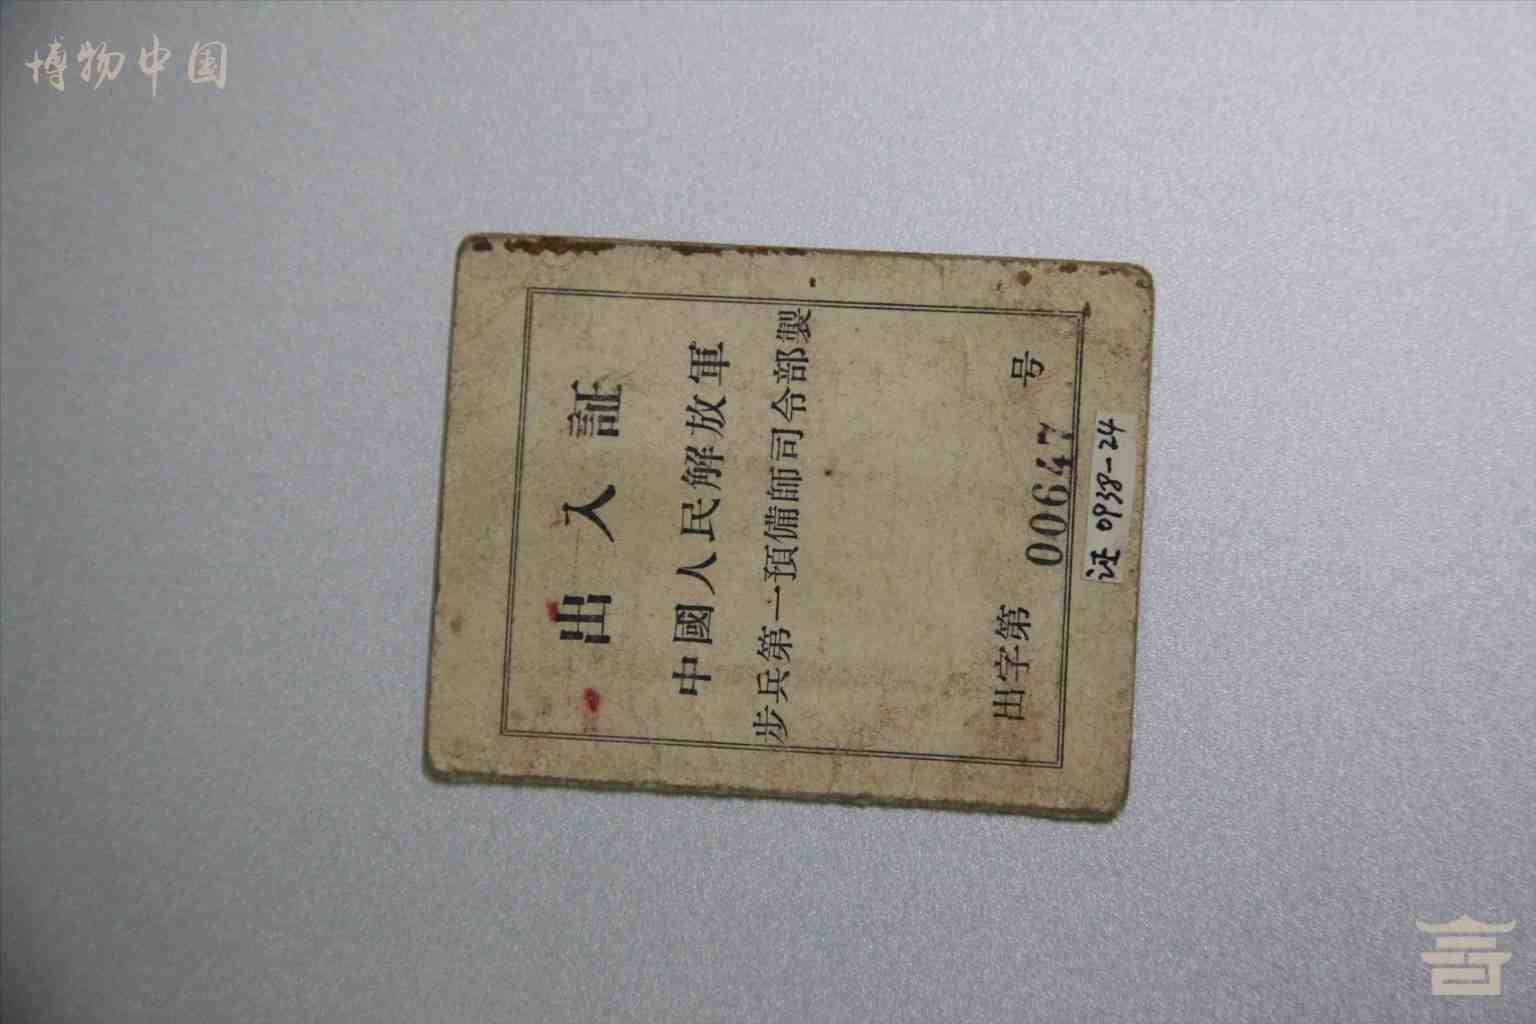 博物中国
出入証
中國人民解放軍
步兵第一預備師司令部製
出字第 00647 号
证 0938-24